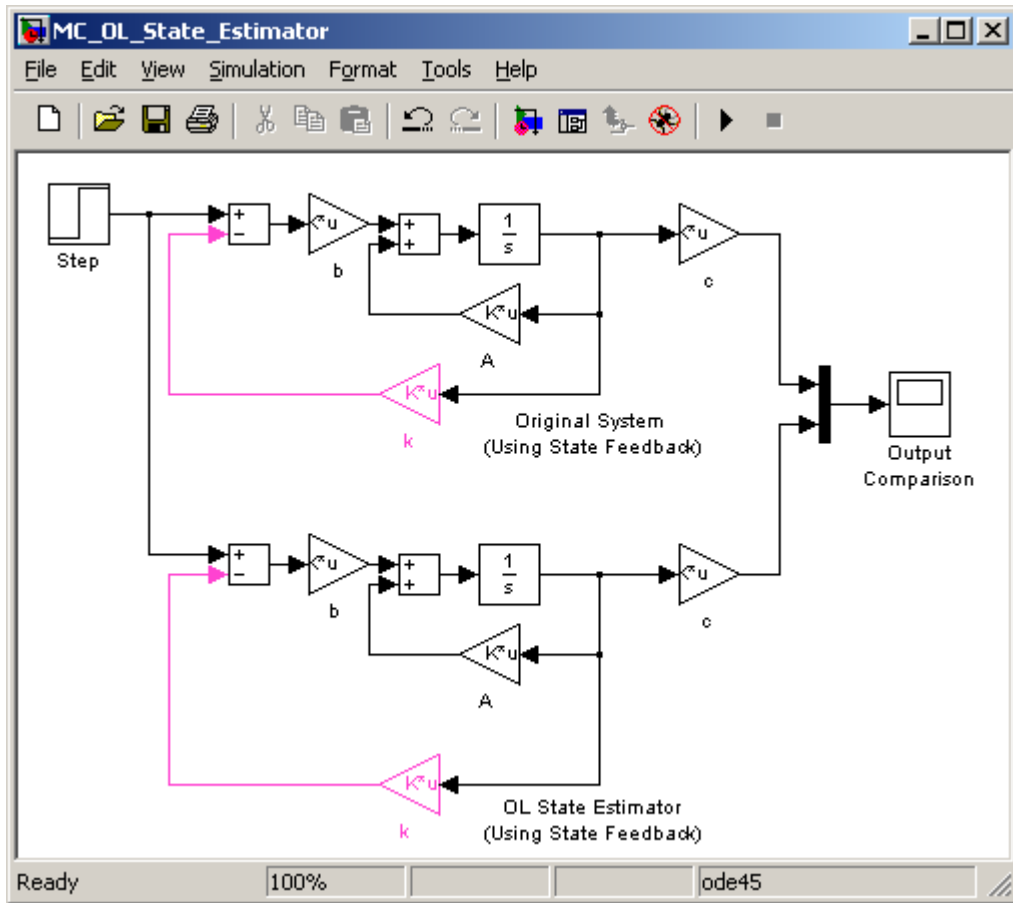 MC_OL_State_Estimator
File Edit View Simulation Format Tools Help
Step
+
−
u
b
+
+
1
s
u
c
K*u
A
K*u
k
Original System
(Using State Feedback)
Output
Comparison
+
−
u
b
+
+
1
s
u
c
K*u
A
K*u
k
OL State Estimator
(Using State Feedback)
Ready 100% ode45